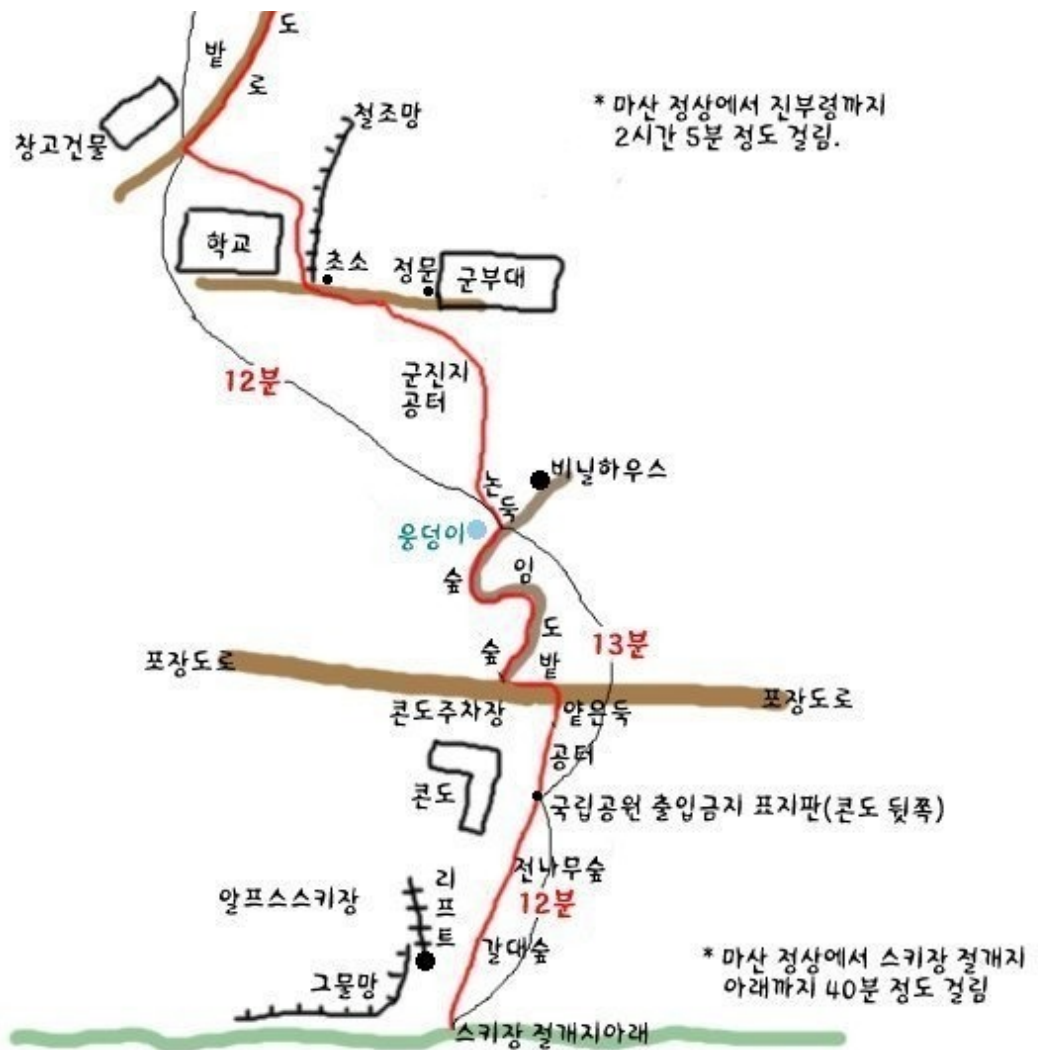 도
밭
로
* 마산 정상에서 진부령까지
2시간 5분 정도 걸림.
철조망
창고건물
학교
초소
정문
군부대
12분
군진지
공터
비닐하우스
논
둑
웅덩이
숲
임
도
13분
숲
밭
포장도로
포장도로
콘도주차장
얕은둑
공터
콘도
국립공원 출입금지 표지판(콘도 뒷쪽)
전나무숲
리
프
트
알프스스키장
12분
갈대숲
그물망
* 마산 정상에서 스키장 절개지
아래까지 40분 정도 걸림
스키장 절개지아래